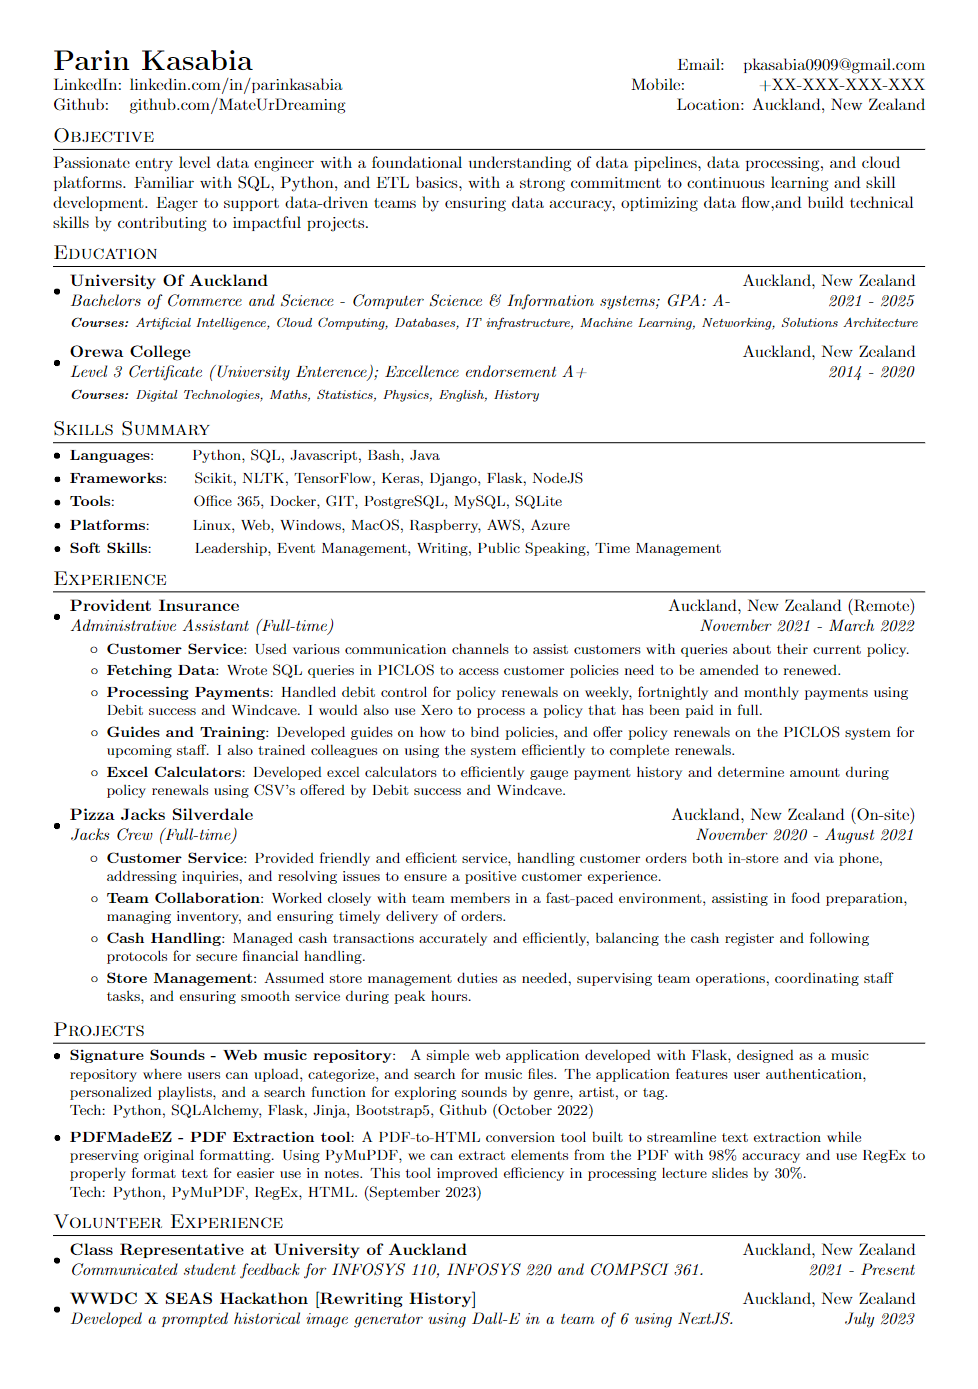 Parin Kasabia
Email: pkasabia0909@gmail.com
LinkedIn: linkedin.com/in/parinkasabia
Mobile: +XX-XXX-XXX-XXX
Github: github.com/MateUrDreaming
Location: Auckland, New Zealand
Objective
Passionate entry level data engineer with a foundational understanding of data pipelines, data processing, and cloud
platforms. Familiar with SQL, Python, and ETL basics, with a strong commitment to continuous learning and skill
development. Eager to support data-driven teams by ensuring data accuracy, optimizing data flow,and build technical
skills by contributing to impactful projects.
Education
• University Of Auckland Auckland, New Zealand
Bachelors of Commerce and Science - Computer Science & Information systems; GPA: A- 2021 - 2025
Courses: Artificial Intelligence, Cloud Computing, Databases, IT infrastructure, Machine Learning, Networking, Solutions Architecture
• Orewa College Auckland, New Zealand
Level 3 Certificate (University Enterence); Excellence endorsement A+ 2014 - 2020
Courses: Digital Technologies, Maths, Statistics, Physics, English, History
Skills Summary
• Languages: Python, SQL, Javascript, Bash, Java
• Frameworks: Scikit, NLTK, TensorFlow, Keras, Django, Flask, NodeJS
• Tools: Office 365, Docker, GIT, PostgreSQL, MySQL, SQLite
• Platforms: Linux, Web, Windows, MacOS, Raspberry, AWS, Azure
• Soft Skills: Leadership, Event Management, Writing, Public Speaking, Time Management
Experience
• Provident Insurance Auckland, New Zealand (Remote)
Administrative Assistant (Full-time) November 2021 - March 2022
◦ Customer Service: Used various communication channels to assist customers with queries about their current policy.
◦ Fetching Data: Wrote SQL queries in PICLOS to access customer policies need to be amended to renewed.
◦ Processing Payments: Handled debit control for policy renewals on weekly, fortnightly and monthly payments using
Debit success and Windcave. I would also use Xero to process a policy that has been paid in full.
◦ Guides and Training: Developed guides on how to bind policies, and offer policy renewals on the PICLOS system for
upcoming staff. I also trained colleagues on using the system efficiently to complete renewals.
◦ Excel Calculators: Developed excel calculators to efficiently gauge payment history and determine amount during
policy renewals using CSV's offered by Debit success and Windcave.
• Pizza Jacks Silverdale Auckland, New Zealand (On-site)
Jacks Crew (Full-time) November 2020 - August 2021
◦ Customer Service: Provided friendly and efficient service, handling customer orders both in-store and via phone,
addressing inquiries, and resolving issues to ensure a positive customer experience.
◦ Team Collaboration: Worked closely with team members in a fast-paced environment, assisting in food preparation,
managing inventory, and ensuring timely delivery of orders.
◦ Cash Handling: Managed cash transactions accurately and efficiently, balancing the cash register and following
protocols for secure financial handling.
◦ Store Management: Assumed store management duties as needed, supervising team operations, coordinating staff
tasks, and ensuring smooth service during peak hours.
Projects
• Signature Sounds - Web music repository: A simple web application developed with Flask, designed as a music
repository where users can upload, categorize, and search for music files. The application features user authentication,
personalized playlists, and a search function for exploring sounds by genre, artist, or tag.
Tech: Python, SQLAlchemy, Flask, Jinja, Bootstrap5, Github (October 2022)
• PDFMadeEZ - PDF Extraction tool: A PDF-to-HTML conversion tool built to streamline text extraction while
preserving original formatting. Using PyMuPDF, we can extract elements from the PDF with 98% accuracy and use RegEx to
properly format text for easier use in notes. This tool improved efficiency in processing lecture slides by 30%.
Tech: Python, PyMuPDF, RegEx, HTML. (September 2023)
Volunteer Experience
• Class Representative at University of Auckland Auckland, New Zealand
Communicated student feedback for INFOSYS 110, INFOSYS 220 and COMPSCI 361. 2021 - Present
• WWDC X SEAS Hackathon [Rewriting History] Auckland, New Zealand
Developed a prompted historical image generator using Dall-E in a team of 6 using NextJS. July 2023